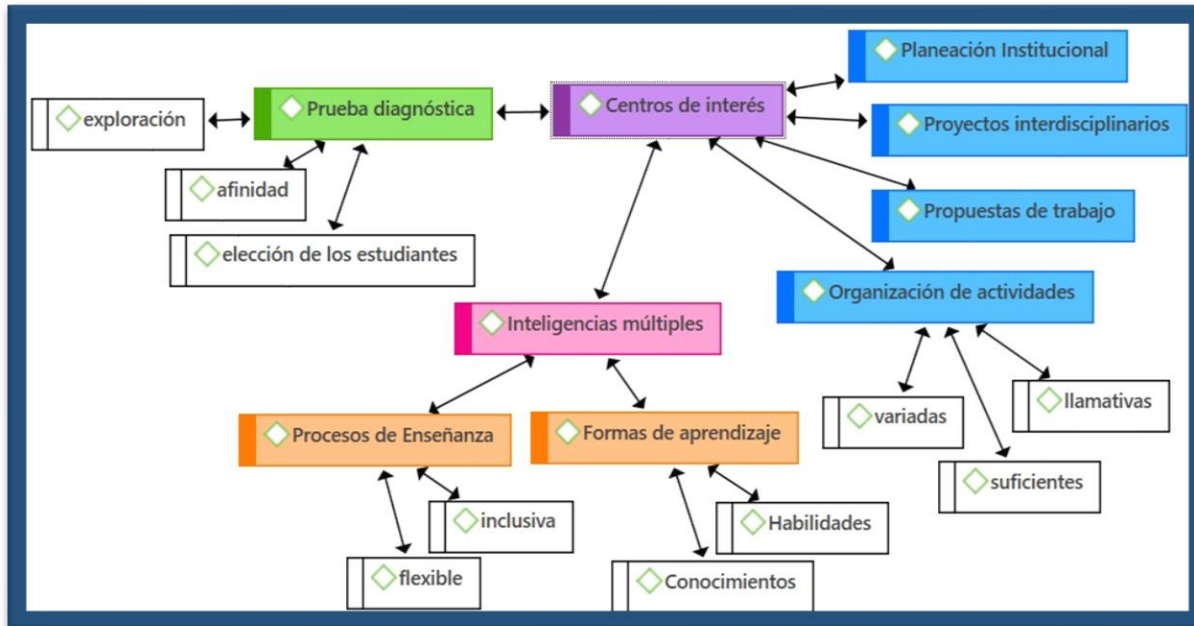 Planeación Institucional
Prueba diagnóstica
Centros de interés
exploración
Proyectos interdisciplinarios
afinidad
Propuestas de trabajo
elección de los estudiantes
Organización de actividades
Inteligencias múltiples
llamativas
variadas
Procesos de Enseñanza
Formas de aprendizaje
suficientes
inclusiva
Habilidades
flexible
Conocimientos